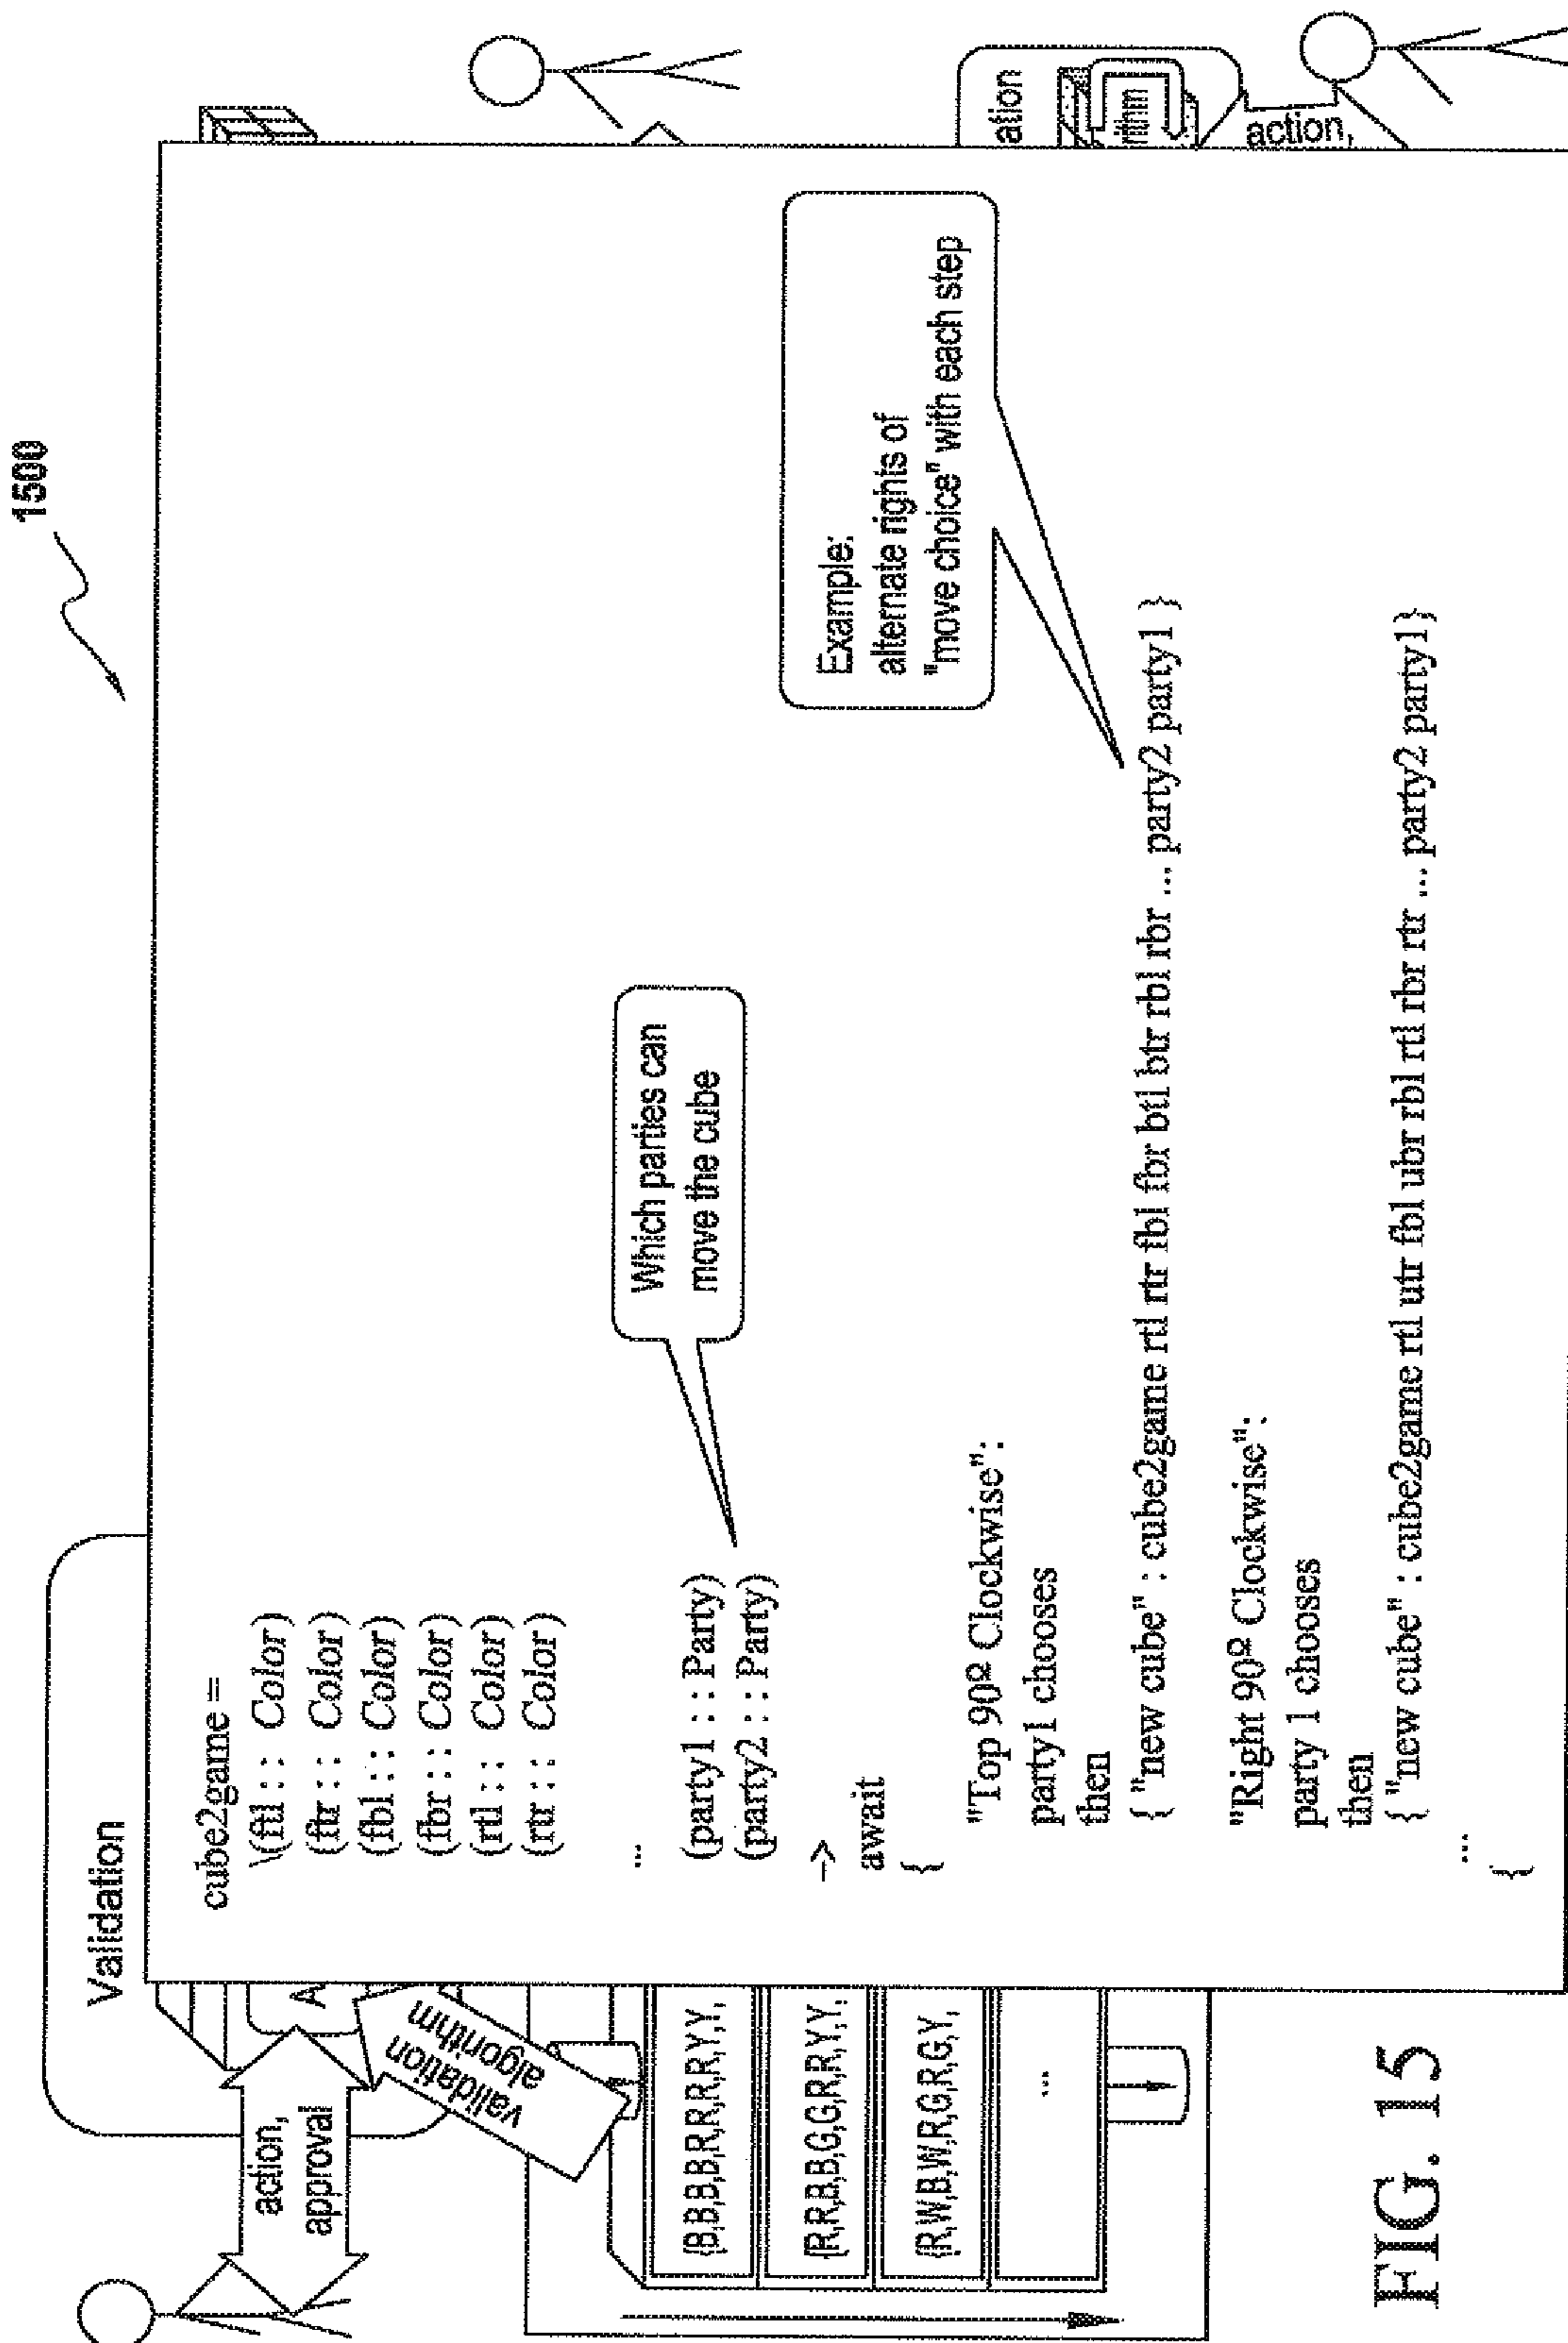 1500
Validation
action,
approval
validation
algorithm
A
{B,B,B,R,R,R,Y,Y,
{R,R,B,B,G,G,R,R,Y,Y,
{R,W,B,W,R,G,R,G,Y,
...
cube2game =
\(ftl : : Color)
(ftr : : Color)
(fbl : : Color)
(fbr : : Color)
(rtl : : Color)
(rtr : : Color)
...
(party1 : : Party)
(party2 : : Party)
->
await
{
"Top 90º Clockwise":
party1 chooses
then
{ "new cube" : cube2game rtl rtr fbl fbr btl btr rbl rbr ... party2 party1 }
"Right 90º Clockwise":
party 1 chooses
then
{ "new cube" : cube2game rtl utr fbl ubr rbl rtl rbr rtr ... party2 party1}
...
{
Which parties can
move the cube
Example:
alternate rights of
"move choice" with each step
ation
rithm
action,
FIG. 15